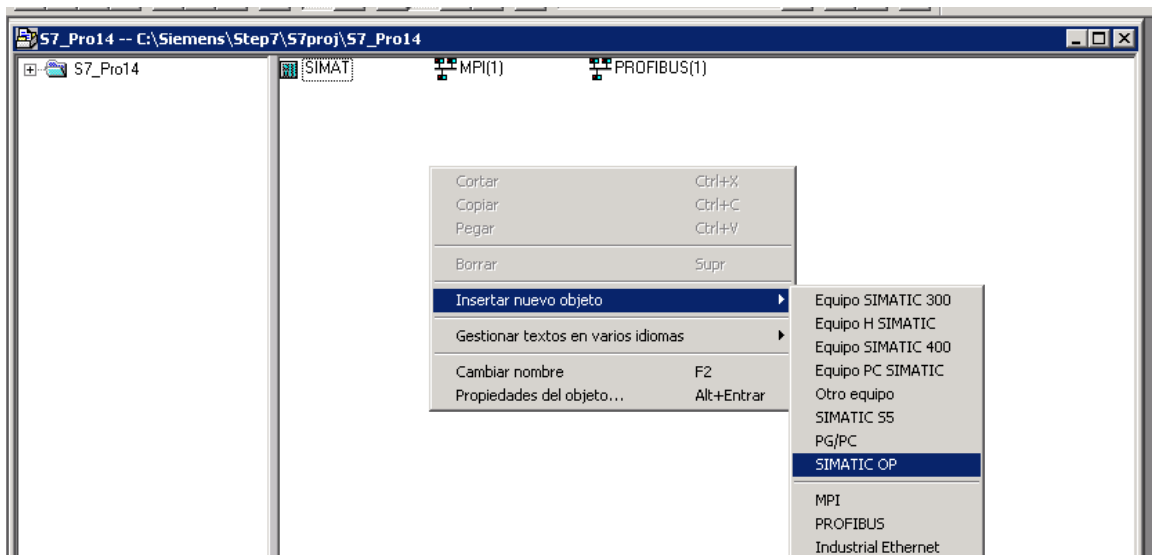 S7_Pro14 -- C:\Siemens\Step7\S7proj\S7_Pro14
S7_Pro14
SIMAT MPI(1) PROFIBUS(1)
Cortar Ctrl+X
Copiar Ctrl+C
Pegar Ctrl+V
Borrar Supr
Insertar nuevo objeto
Gestionar textos en varios idiomas
Cambiar nombre F2
Propiedades del objeto... Alt+Entrar
Equipo SIMATIC 300
Equipo H SIMATIC
Equipo SIMATIC 400
Equipo PC SIMATIC
Otro equipo
SIMATIC S5
PG/PC
SIMATIC OP
MPI
PROFIBUS
Industrial Ethernet